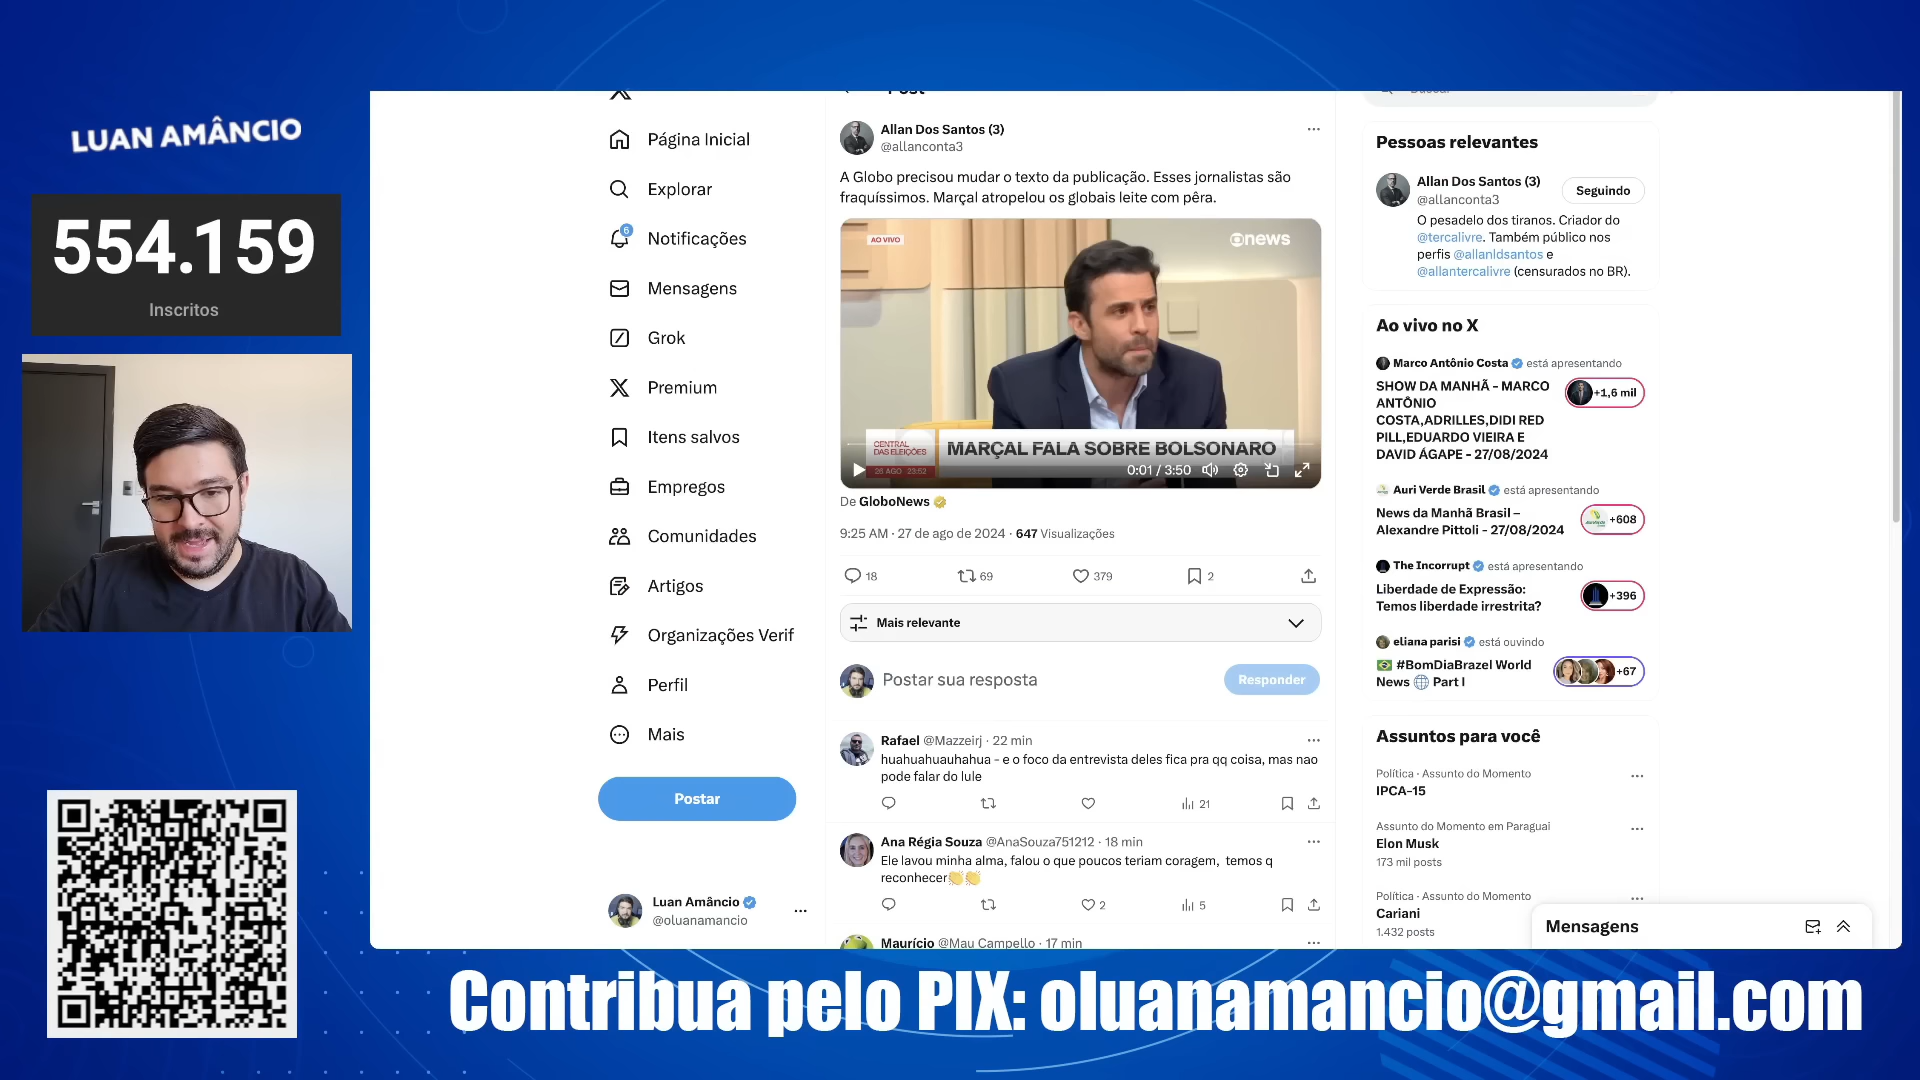 LUAN AMÂNCIO
554.159
Inscritos
Post
Página Inicial
Explorar
6
Notificações
Mensagens
Grok
Premium
Itens salvos
Empregos
Comunidades
Artigos
Organizações Verif
Perfil
Mais
Postar
Luan Amâncio
@oluanamancio
Allan Dos Santos (3)
@allanconta3
A Globo precisou mudar o texto da publicação. Esses jornalistas são
fraquíssimos. Marçal atropelou os globais leite com pêra.
AO VIVO
news
CENTRAL
DAS ELEIÇÕES
MARÇAL FALA SOBRE BOLSONARO
26 AGO 23:52
0:01 / 3:50
De GloboNews
9:25 AM · 27 de ago de 2024 · 647 Visualizações
18
69
379
2
Mais relevante
Postar sua resposta
Responder
Rafael @Mazzeirj · 22 min
huahuahuauhahua - e o foco da entrevista deles fica pra qq coisa, mas nao
pode falar do lule
21
Ana Régia Souza @AnaSouza751212 · 18 min
Ele lavou minha alma, falou o que poucos teriam coragem, temos q
reconhecer👏👏
2
5
Maurício @Mau Campello · 17 min
Buscar
Pessoas relevantes
Allan Dos Santos (3)
@allanconta3
Seguindo
O pesadelo dos tiranos. Criador do
@tercalivre. Também público nos
perfis @allanldsantos e
@allantercalivre (censurados no BR).
Ao vivo no X
Marco Antônio Costa está apresentando
SHOW DA MANHÃ - MARCO
ANTÔNIO
COSTA,ADRILLES,DIDI RED
PILL,EDUARDO VIEIRA E
DAVID ÁGAPE - 27/08/2024
+1,6 mil
Auri Verde Brasil está apresentando
News da Manhã Brasil –
Alexandre Pittoli - 27/08/2024
+608
The Incorrupt está apresentando
Liberdade de Expressão:
Temos liberdade irrestrita?
+396
eliana parisi está ouvindo
🇧🇷 #BomDiaBrazel World
News 🌐 Part I
+67
Assuntos para você
Política · Assunto do Momento
IPCA-15
Assunto do Momento em Paraguai
Elon Musk
173 mil posts
Política · Assunto do Momento
Cariani
1.432 posts
Mensagens
Contribua pelo PIX: oluanamancio@gmail.com